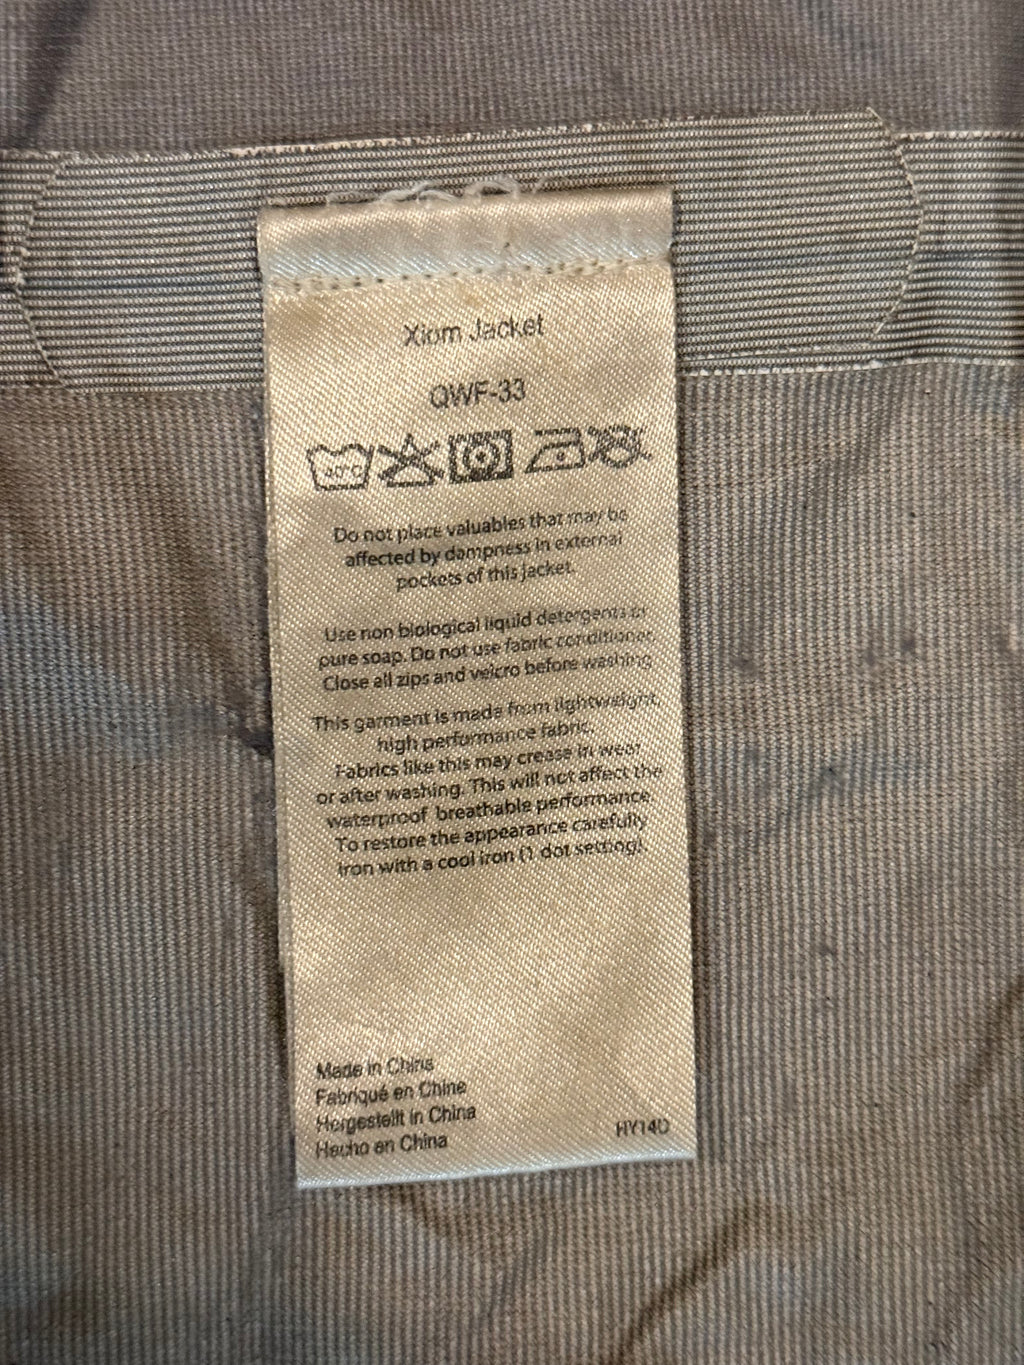 Xiom Jacket
QWF-33
40°C
Do not place valuables that may be
affected by dampness in external
pockets of this jacket.
Use non biological liquid detergents or
pure soap. Do not use fabric conditioner.
Close all zips and velcro before washing
This garment is made from lightweight,
high performance fabric.
Fabrics like this may crease in wear
or after washing. This will not affect the
waterproof breathable performance.
To restore the appearance carefully
iron with a cool iron (1 dot setting).
Made in China
Fabriqué en Chine
Hergestellt in China
Hecho en China
HY14D